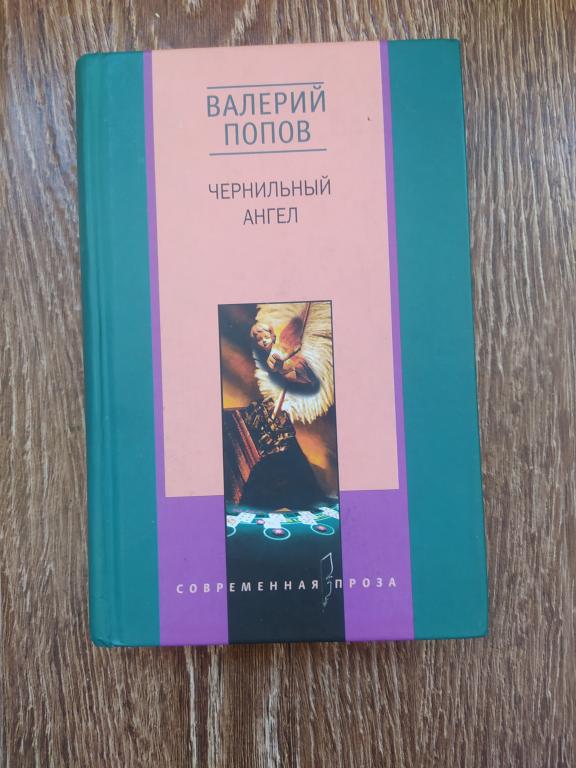 ВАЛЕРИЙ
ПОПОВ
ЧЕРНИЛЬНЫЙ
АНГЕЛ
СОВРЕМЕННАЯ ПРОЗА